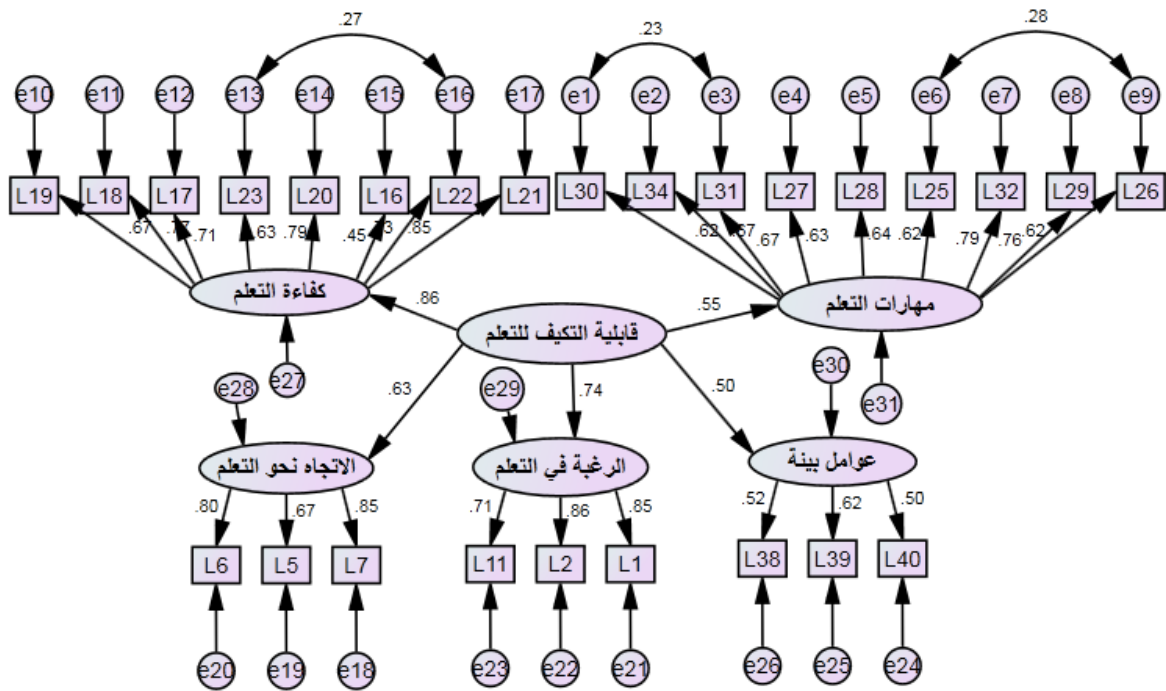 .27
.23
.28
e10 e11 e12 e13 e14 e15 e16 e17 e1 e2 e3 e4 e5 e6 e7 e8 e9
L19 L18 L17 L23 L20 L16 L22 L21 L30 L34 L31 L27 L28 L25 L32 L29 L26
.67 .77 .71 .63 .79 .45 .73 .85 .62 .67 .67 .63 .64 .62 .79 .76 .62
كفاءة التعلم
مهارات التعلم
.86
.55
قابلية التكيف للتعلم
e28 e27 e29 e30 e31
.63
.74
.50
الاتجاه نحو التعلم
الرغبة في التعلم
عوامل بينة
.80 .67 .85 .71 .86 .85 .52 .62 .50
L6 L5 L7 L11 L2 L1 L38 L39 L40
e20 e19 e18 e23 e22 e21 e26 e25 e24